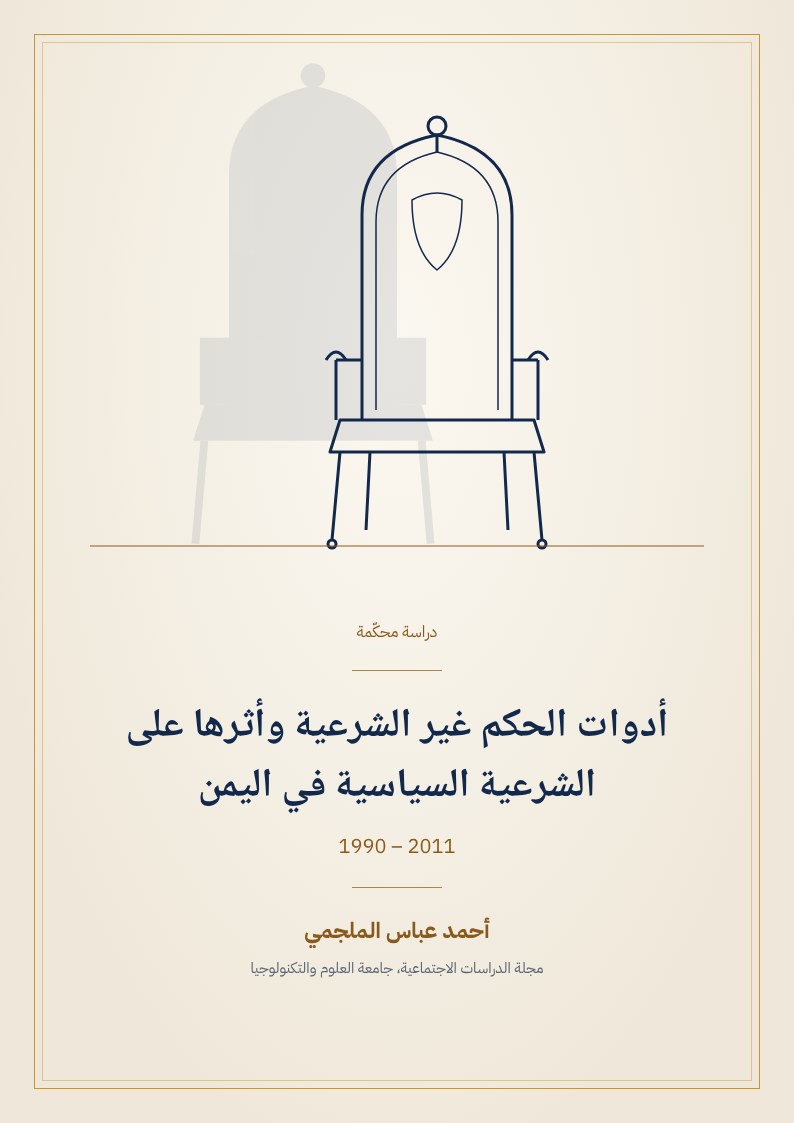 دراسة محكّمة
أدوات الحكم غير الشرعية وأثرها على
الشرعية السياسية في اليمن
1990 – 2011
أحمد عباس الملجمي
مجلة الدراسات الاجتماعية، جامعة العلوم والتكنولوجيا